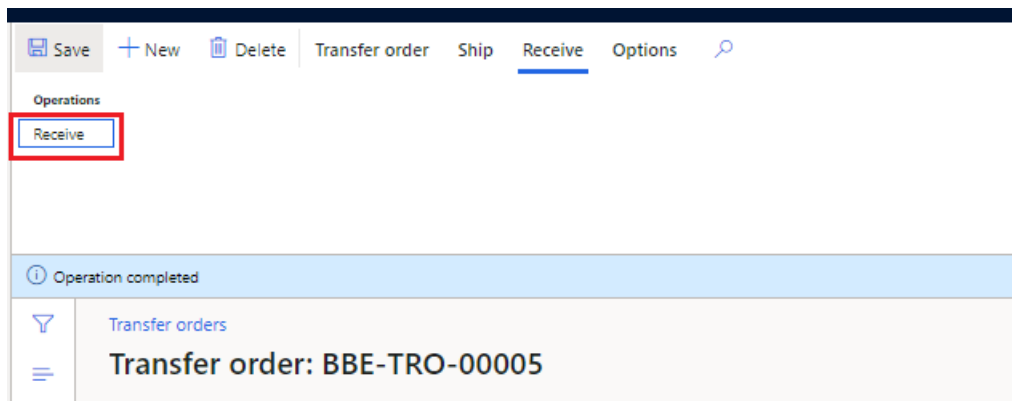 Save New Delete Transfer order Ship Receive Options
Operations
Receive
Operation completed
Transfer orders
Transfer order: BBE-TRO-00005